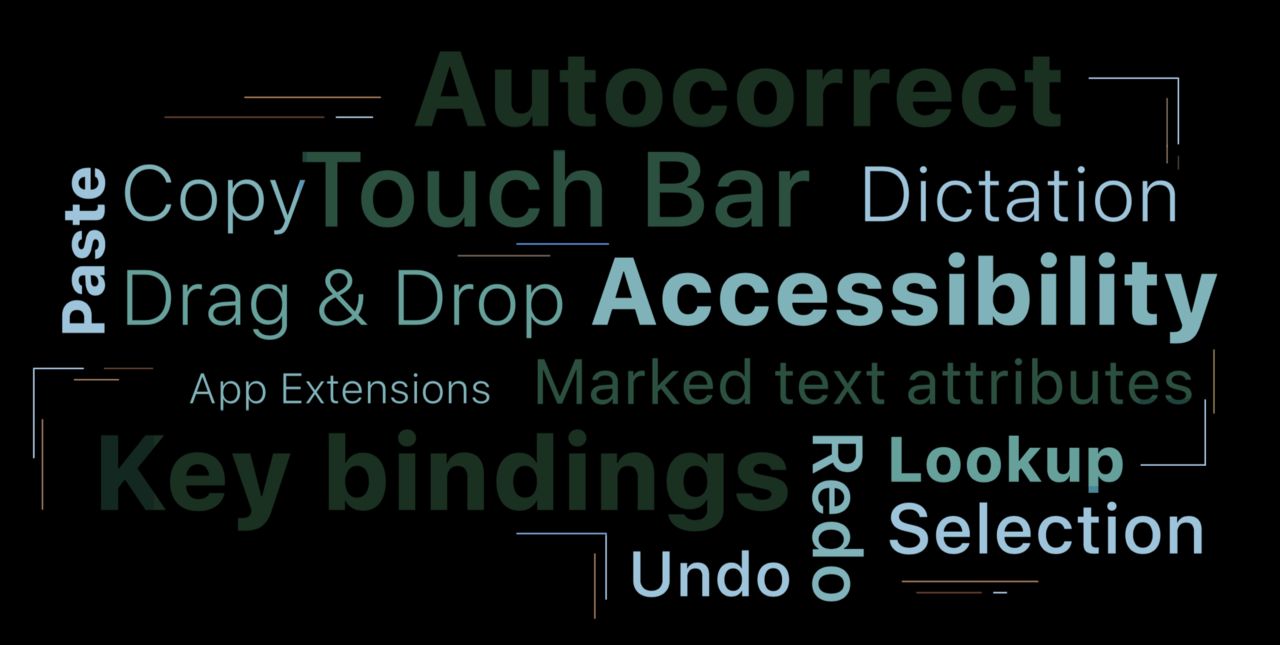 Autocorrect
Paste
Copy
Touch Bar
Dictation
Drag & Drop
Accessibility
App Extensions
Marked text attributes
Key bindings
Redo
Lookup
Selection
Undo